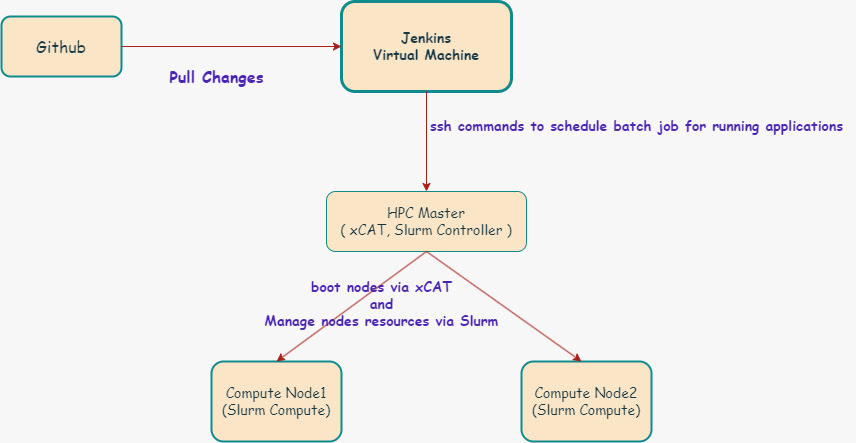 Github
Jenkins
Virtual Machine
Pull Changes
ssh commands to schedule batch job for running applications
HPC Master
( xCAT, Slurm Controller )
boot nodes via xCAT
and
Manage nodes resources via Slurm
Compute Node1
(Slurm Compute)
Compute Node2
(Slurm Compute)